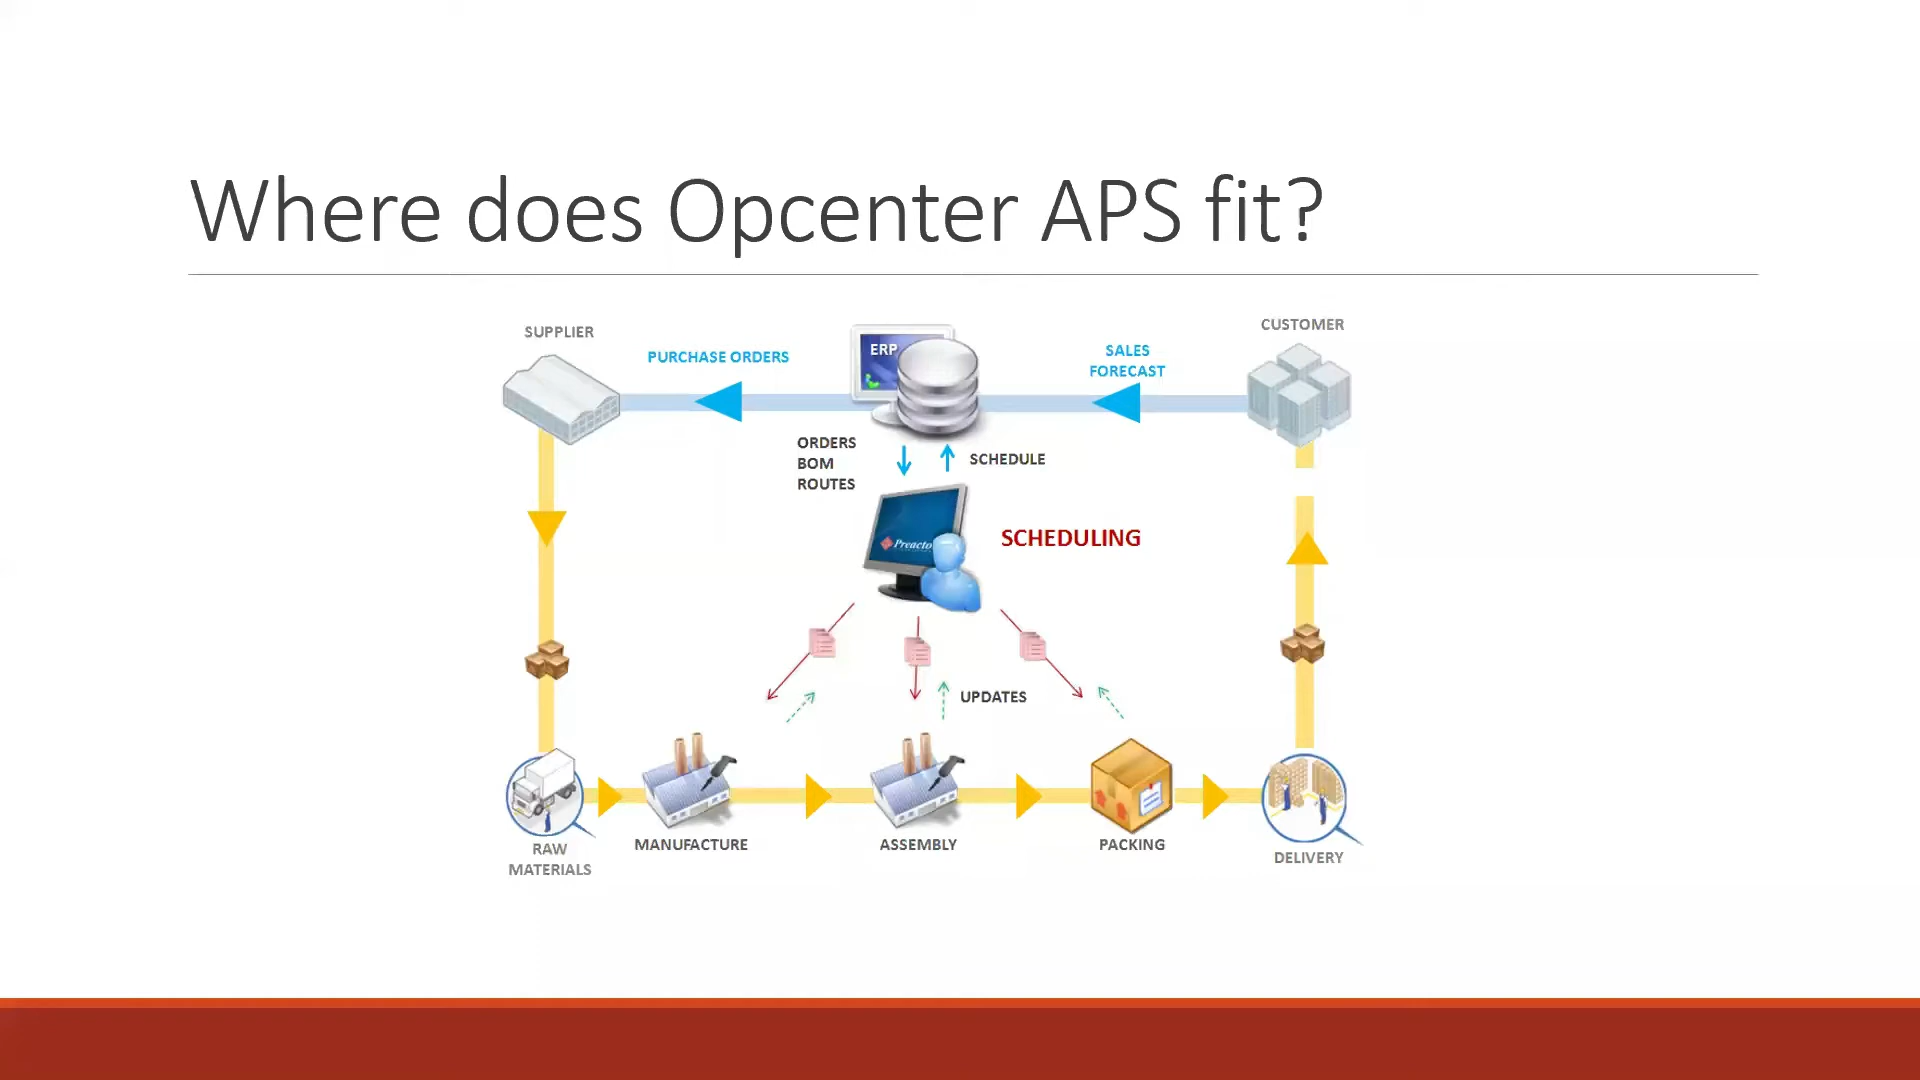 Where does Opcenter APS fit?
SUPPLIER
PURCHASE ORDERS
ERP
SALES
FORECAST
CUSTOMER
ORDERS
BOM
ROUTES
SCHEDULE
Preacto
SCHEDULING
UPDATES
RAW
MATERIALS
MANUFACTURE
ASSEMBLY
PACKING
DELIVERY